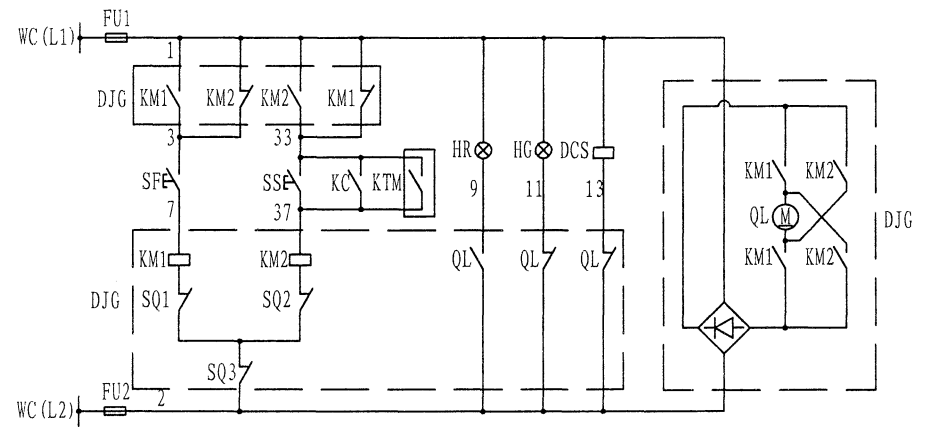 FU1
WC(L1)
1
DJG KM1 KM2 KM2 KM1
3 33
HR HG DCS
SF SS KC KTM
9 11 13
7 37
KM1 KM2
QL M
DJG
KM1 KM2
KM1 KM2 QL QL QL
DJG SQ1 SQ2
SQ3
FU2
2
WC(L2)